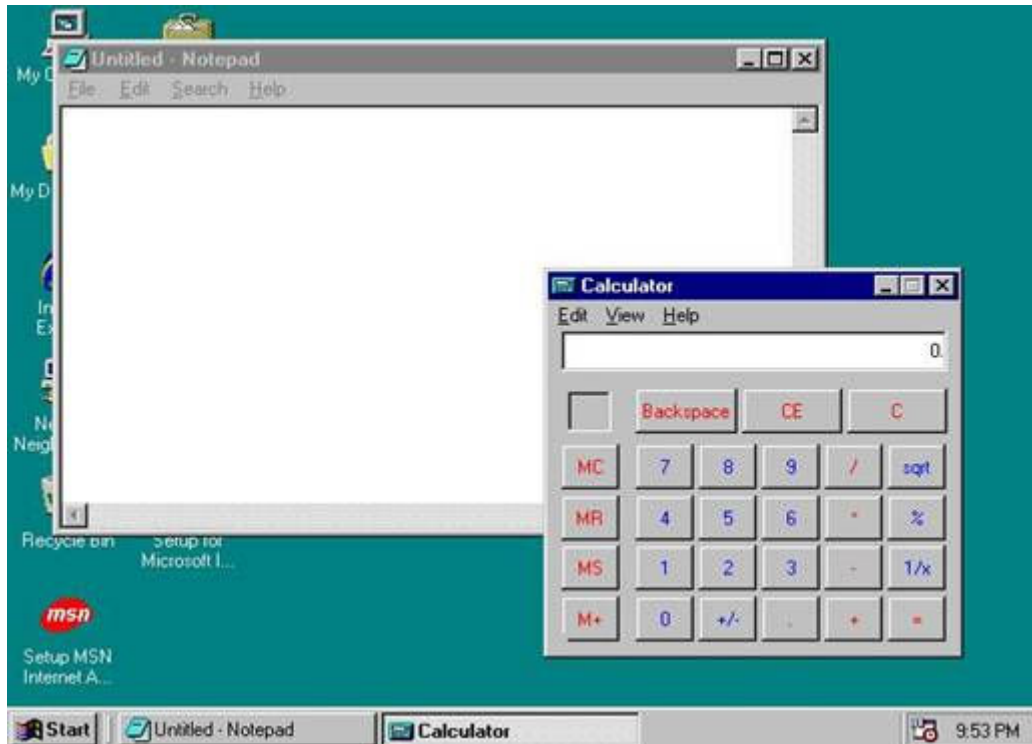 Untitled - Notepad
File Edit Search Help
My D
Calculator
Edit View Help
0.
Backspace CE C
MC 7 8 9 / sqrt
MR 4 5 6 * %
MS 1 2 3 - 1/x
M+ 0 +/- . + =
Recycle Bin
Setup for
Microsoft I...
msn
Setup MSN
Internet A...
Start Untitled - Notepad Calculator 9:53 PM